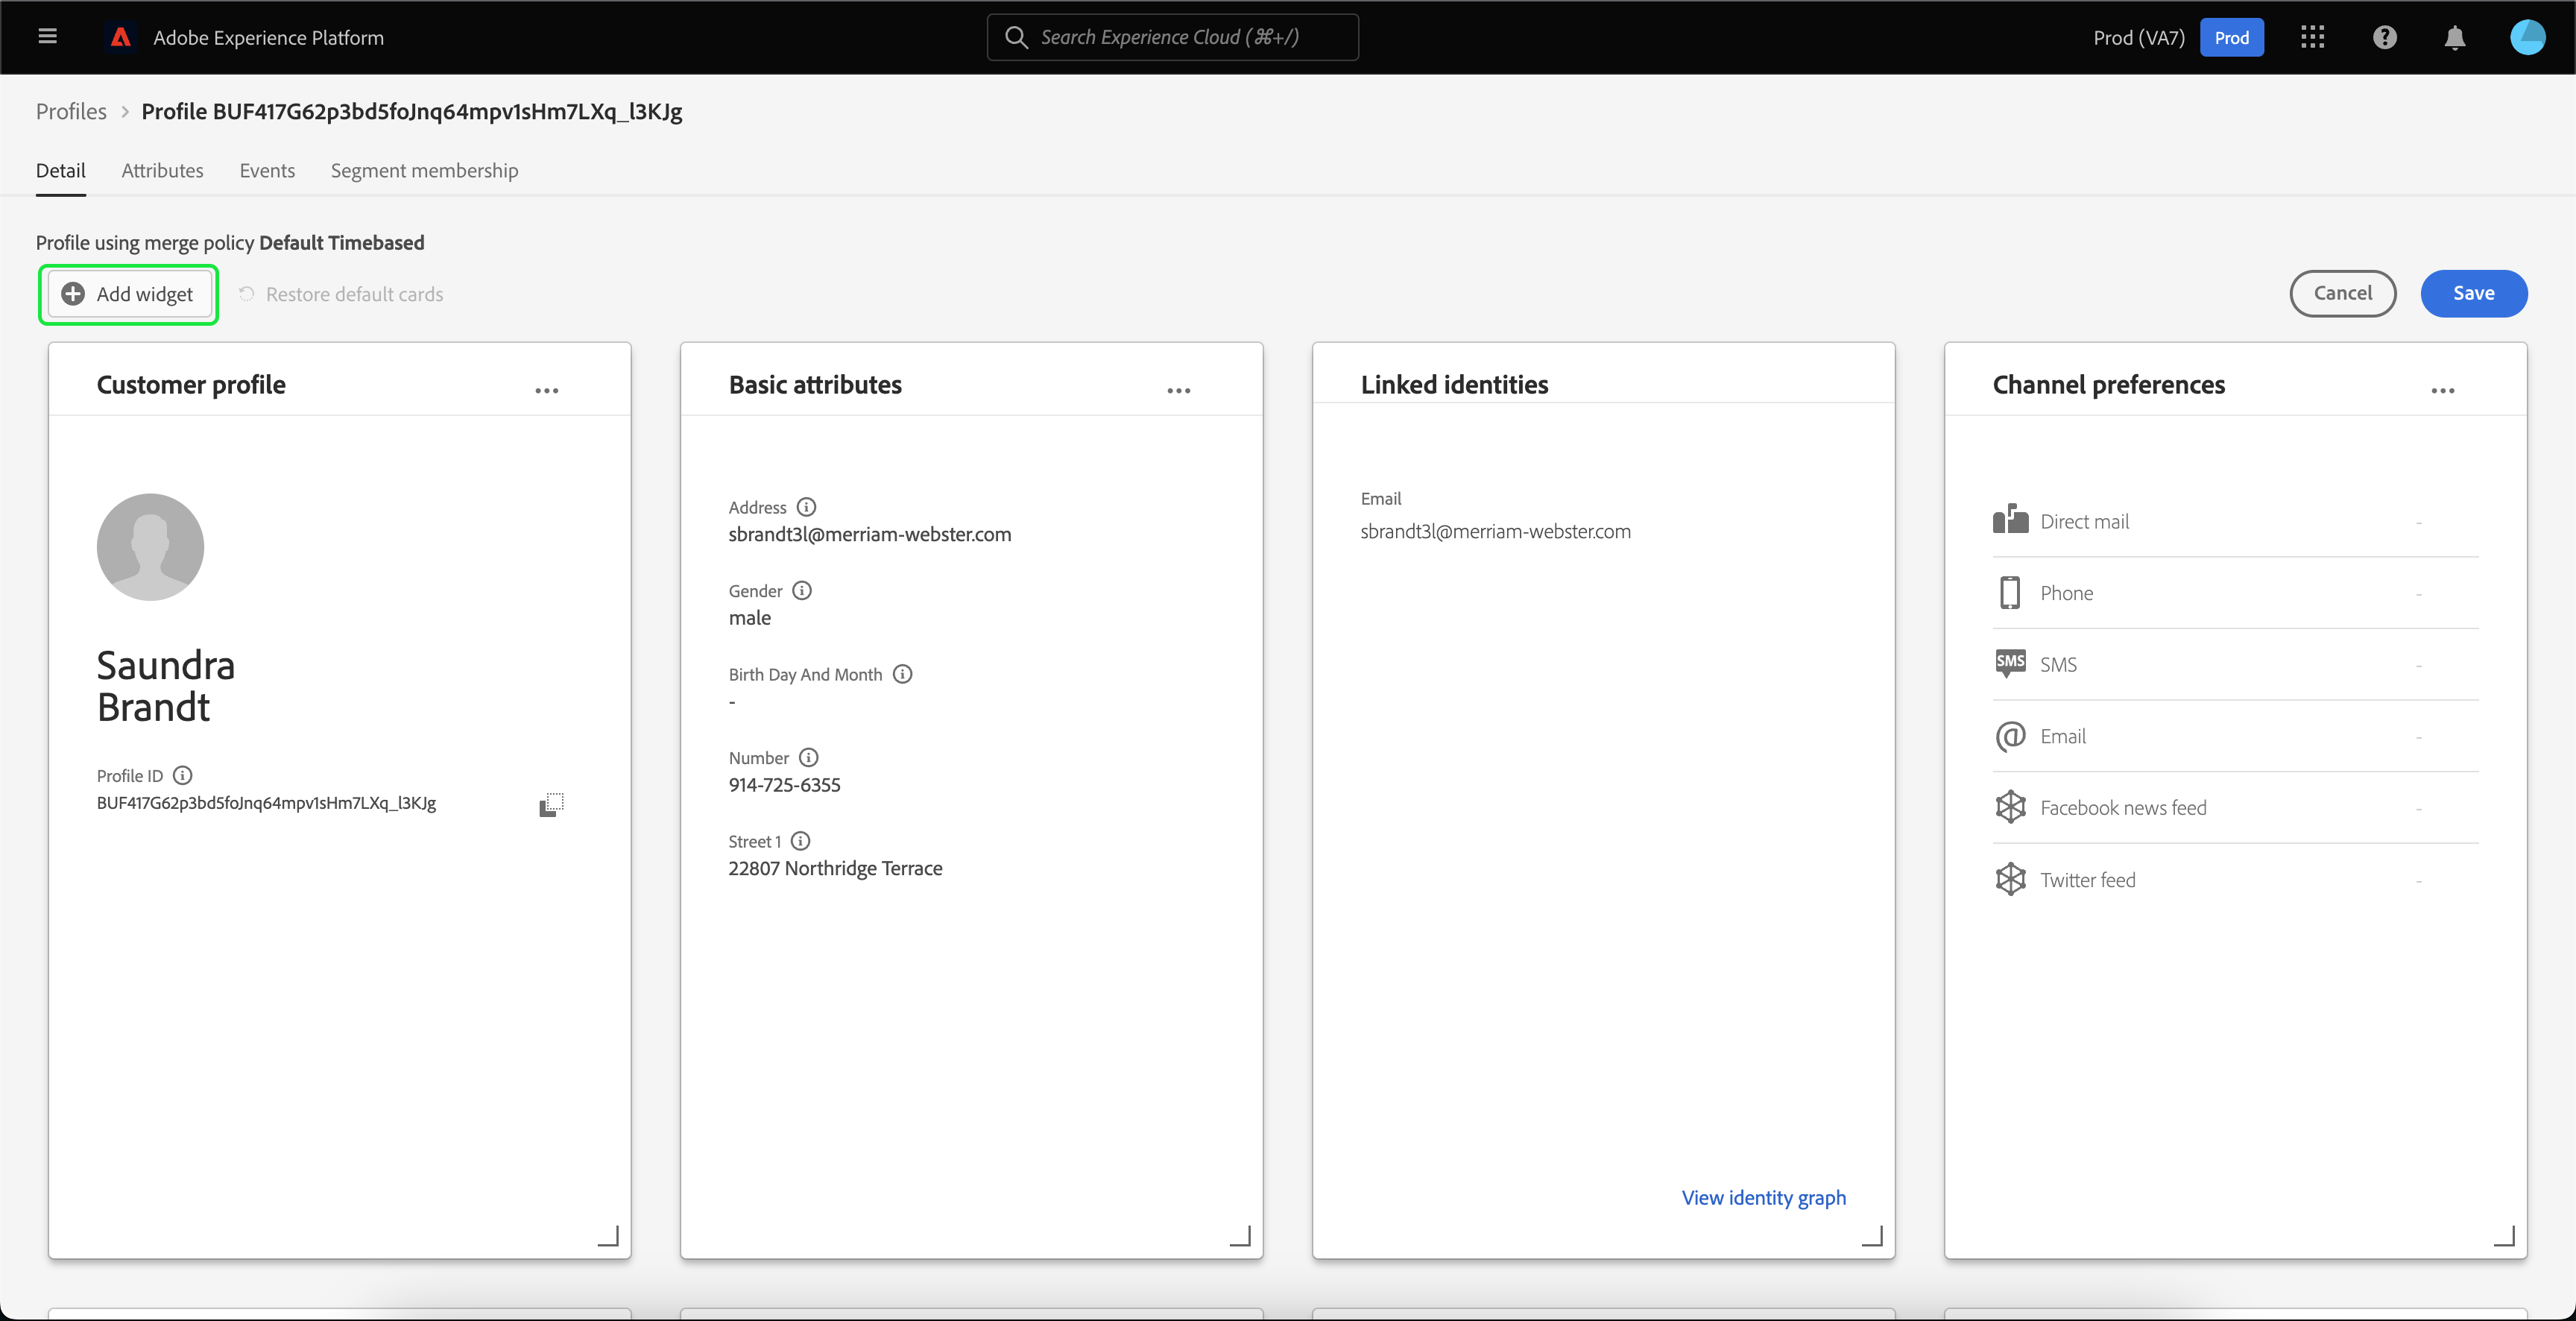 Adobe Experience Platform
Search Experience Cloud (⌘+/)
Prod (VA7)
Prod
Profiles > Profile BUF417G62p3bd5foJnq64mpv1sHm7LXq_l3KJg
Detail
Attributes
Events
Segment membership
Profile using merge policy Default Timebased
Add widget
Restore default cards
Cancel
Save
Customer profile
Saundra
Brandt
Profile ID
BUF417G62p3bd5foJnq64mpv1sHm7LXq_l3KJg
Basic attributes
Address
sbrandt3l@merriam-webster.com
Gender
male
Birth Day And Month
-
Number
914-725-6355
Street 1
22807 Northridge Terrace
Linked identities
Email
sbrandt3l@merriam-webster.com
View identity graph
Channel preferences
Direct mail -
Phone -
SMS SMS -
Email -
Facebook news feed -
Twitter feed -